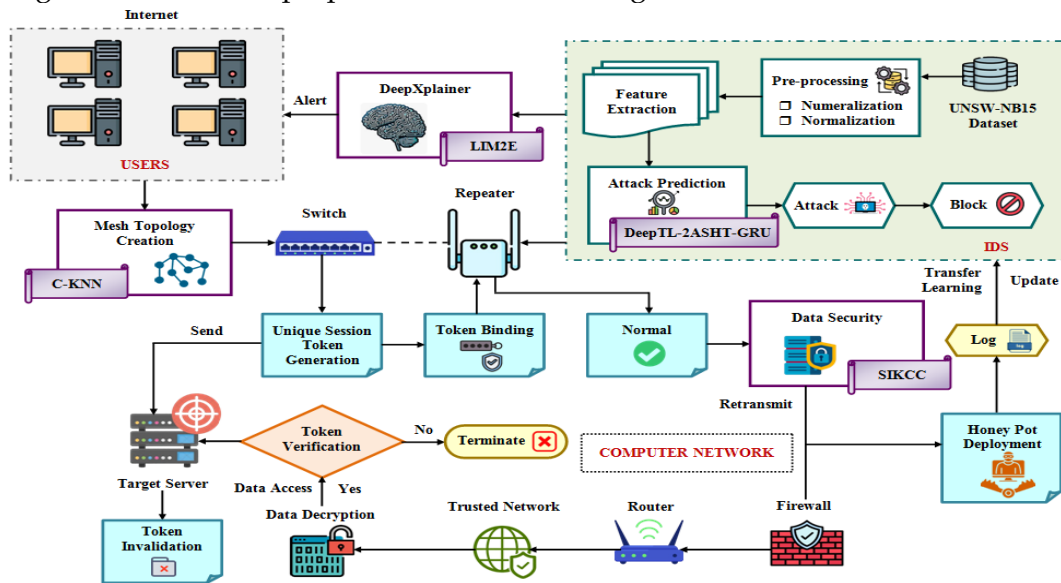 Internet
USERS
Alert
DeepXplainer
LIM2E
Feature
Extraction
Pre-processing
Numeralization
Normalization
UNSW-NB15
Dataset
Attack Prediction
DeepTL-2ASHT-GRU
Attack
Block
IDS
Mesh Topology
Creation
C-KNN
Switch
Repeater
Transfer
Learning
Update
Send
Unique Session
Token
Generation
Token Binding
Normal
Data Security
SIKCC
Log
Retransmit
Honey Pot
Deployment
Token
Verification
No
Terminate
COMPUTER NETWORK
Target Server
Data Access
Yes
Data Decryption
Trusted Network
Router
Firewall
Token
Invalidation